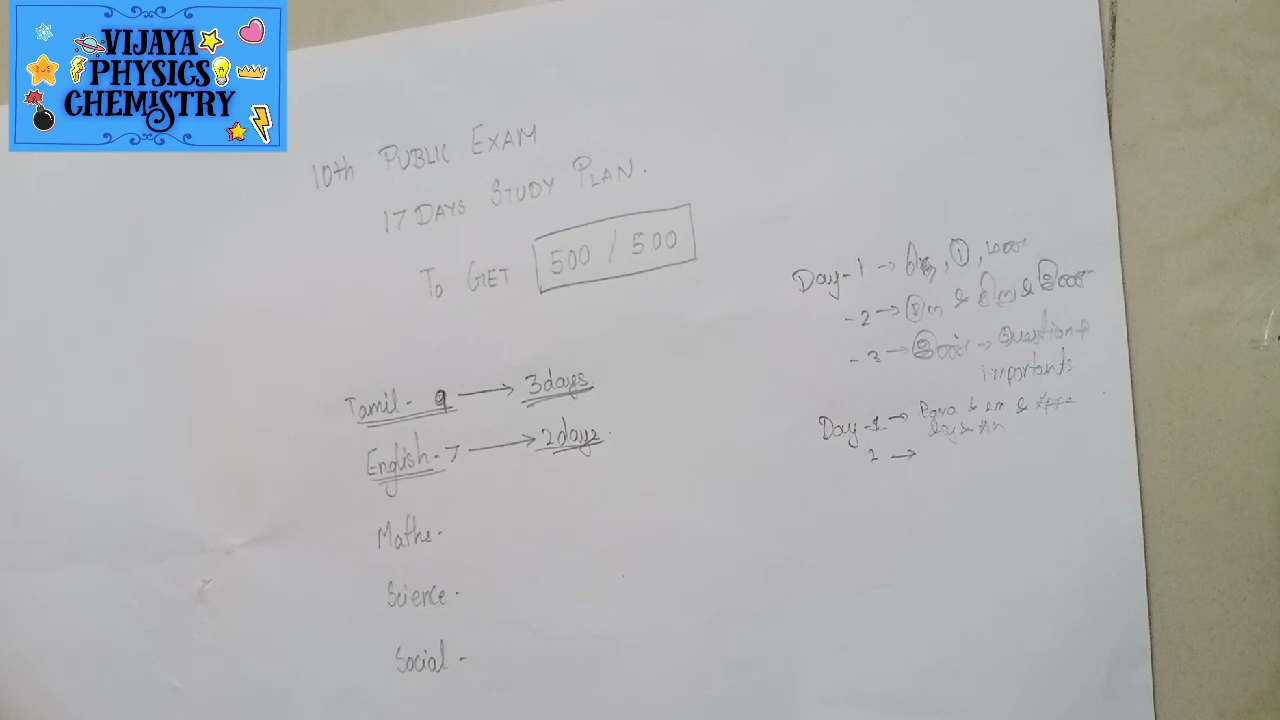 VIJAYA
PHYSICS
CHEMISTRY
10th PUBLIC EXAM
17 DAYS STUDY PLAN.
TO GET 500 / 500
Tamil - 9 → 3days
English - 7 → 2days
Maths -
Science -
Social -
Day-1 →
-2 → &
-3 → இண் → Question &
importants
Day-1 →
2 →